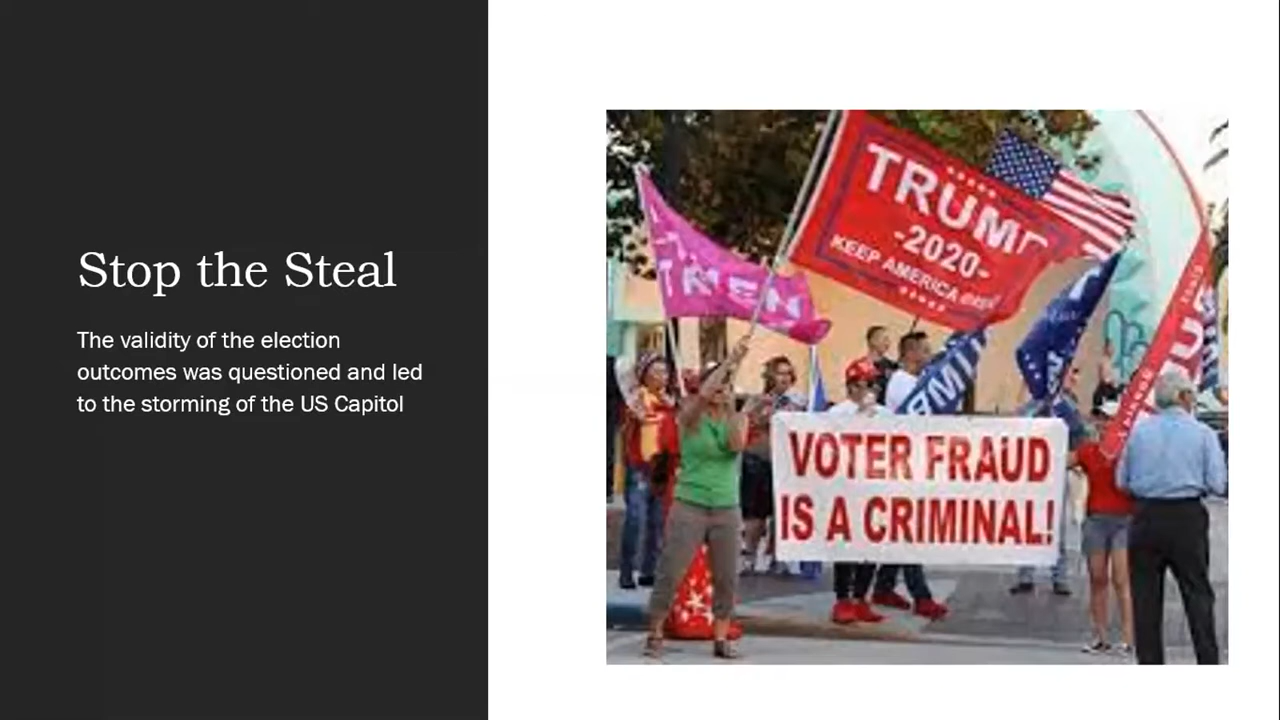 Stop the Steal
The validity of the election
outcomes was questioned and led
to the storming of the US Capitol
TRUMP
-2020-
KEEP AMERICA GREAT
VOTER FRAUD
IS A CRIMINAL!